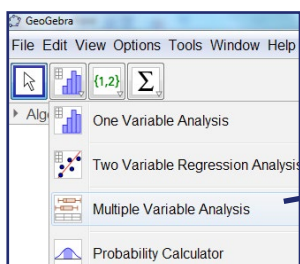 GeoGebra
File Edit View Options Tools Window Help
{1,2} Σ
Alg
One Variable Analysis
Two Variable Regression Analysis
Multiple Variable Analysis
Probability Calculator